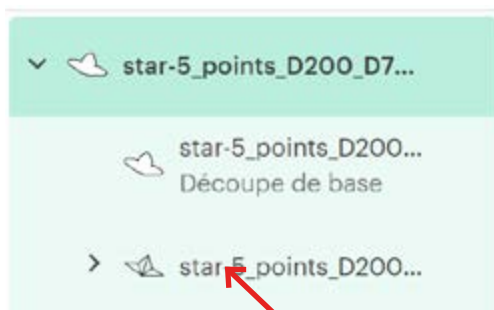 star-5_points_D200_D7...
star-5_points_D200...
Découpe de base
star-5_points_D200...